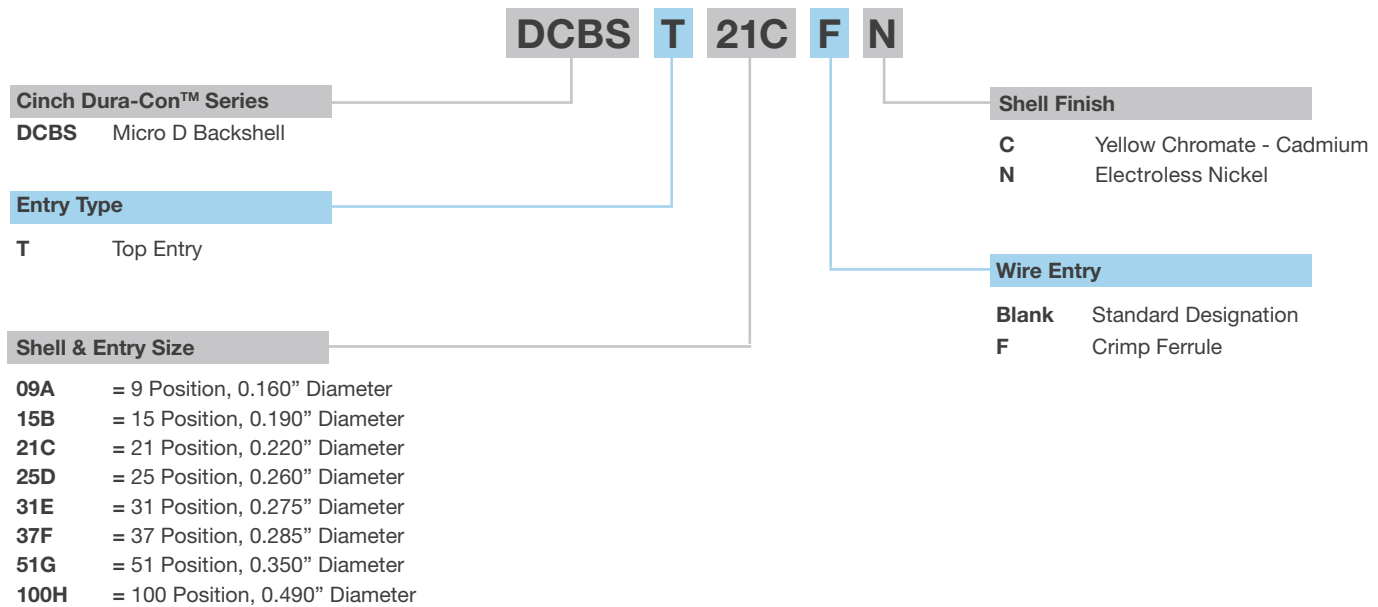 DCBS T 21C F N
Cinch Dura-Con™ Series
DCBS Micro D Backshell
Entry Type
T Top Entry
Shell & Entry Size
09A = 9 Position, 0.160” Diameter
15B = 15 Position, 0.190” Diameter
21C = 21 Position, 0.220” Diameter
25D = 25 Position, 0.260” Diameter
31E = 31 Position, 0.275” Diameter
37F = 37 Position, 0.285” Diameter
51G = 51 Position, 0.350” Diameter
100H = 100 Position, 0.490” Diameter
Shell Finish
C Yellow Chromate - Cadmium
N Electroless Nickel
Wire Entry
Blank Standard Designation
F Crimp Ferrule